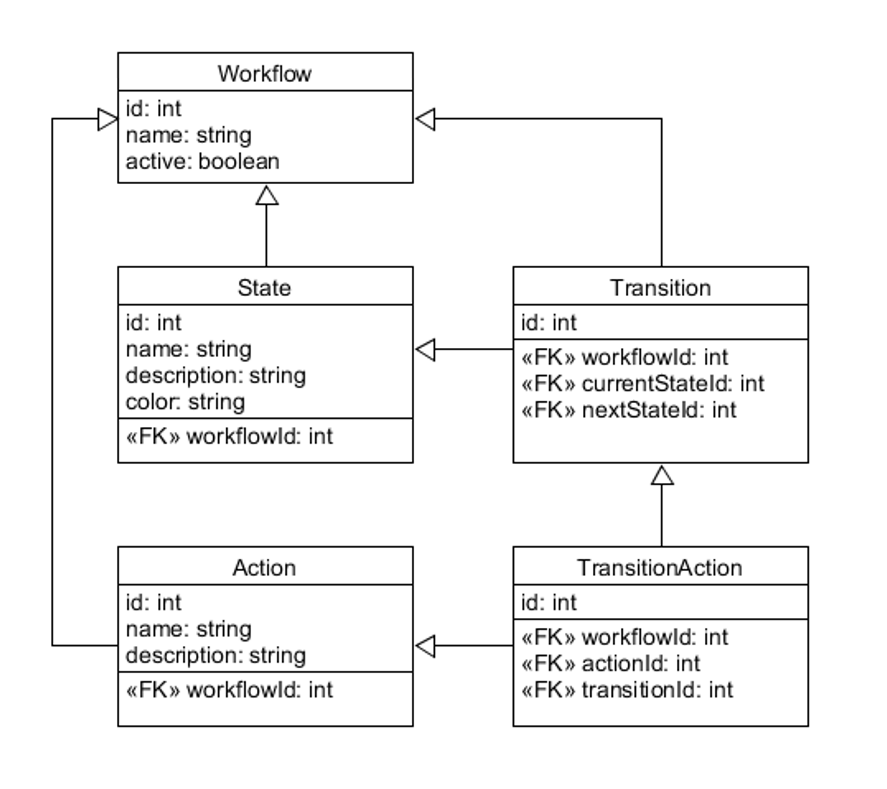 Workflow
id: int
name: string
active: boolean
State
id: int
name: string
description: string
color: string
«FK» workflowId: int
Transition
id: int
«FK» workflowId: int
«FK» currentStateId: int
«FK» nextStateId: int
Action
id: int
name: string
description: string
«FK» workflowId: int
TransitionAction
id: int
«FK» workflowId: int
«FK» actionId: int
«FK» transitionId: int